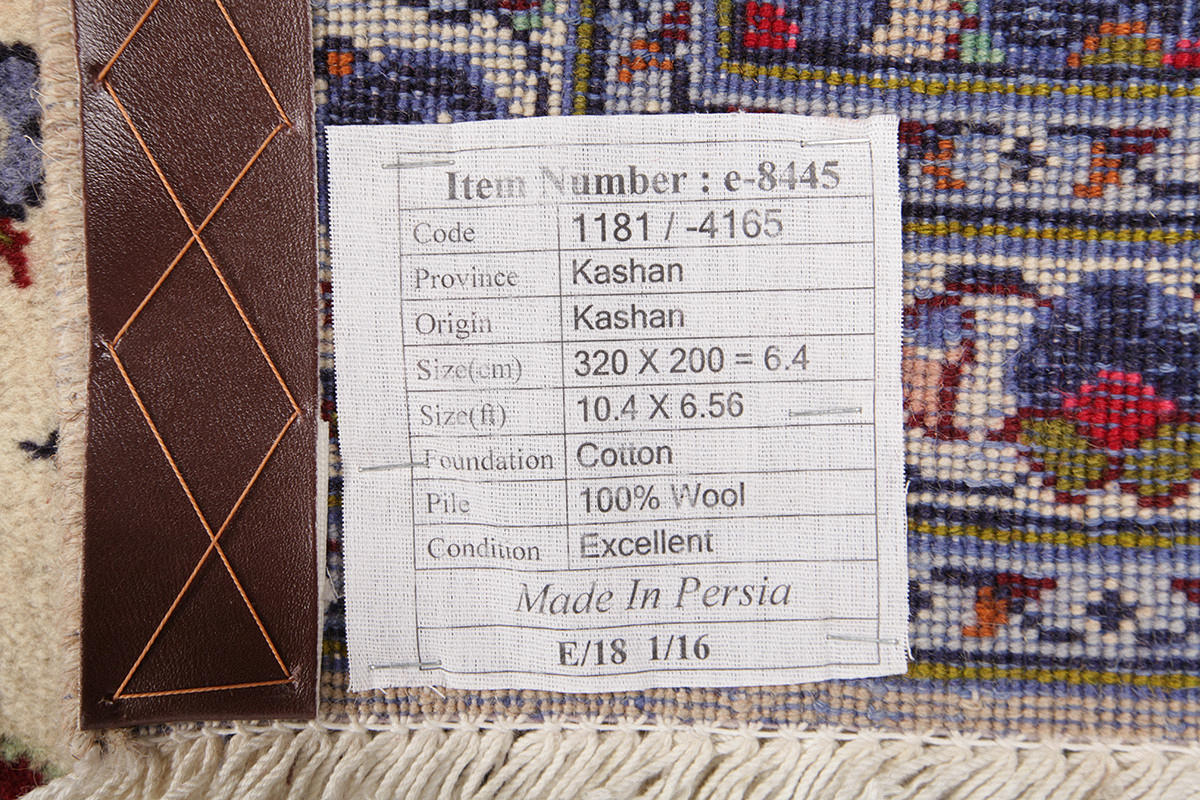 Item Number : e-8445
Code 1181 / -4165
Province Kashan
Origin Kashan
Size(cm) 320 X 200 = 6.4
Size(ft) 10.4 X 6.56
Foundation Cotton
Pile 100% Wool
Condition Excellent
Made In Persia
E/18 1/16